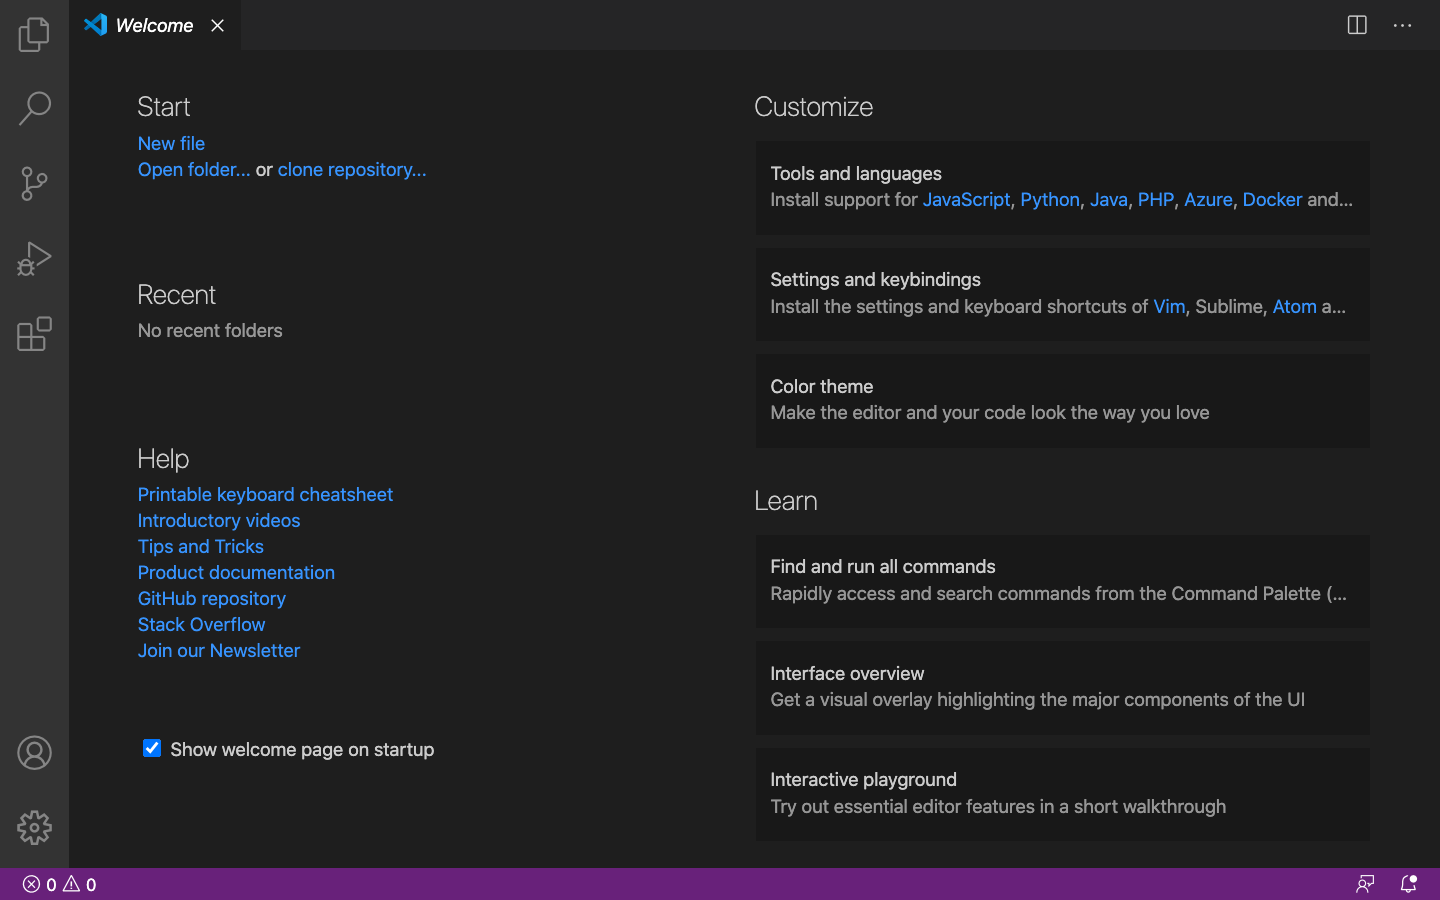 Welcome
Start
New file
Open folder... or clone repository...
Recent
No recent folders
Help
Printable keyboard cheatsheet
Introductory videos
Tips and Tricks
Product documentation
GitHub repository
Stack Overflow
Join our Newsletter
Show welcome page on startup
Customize
Tools and languages
Install support for JavaScript, Python, Java, PHP, Azure, Docker and...
Settings and keybindings
Install the settings and keyboard shortcuts of Vim, Sublime, Atom a...
Color theme
Make the editor and your code look the way you love
Learn
Find and run all commands
Rapidly access and search commands from the Command Palette (...
Interface overview
Get a visual overlay highlighting the major components of the UI
Interactive playground
Try out essential editor features in a short walkthrough
0 0